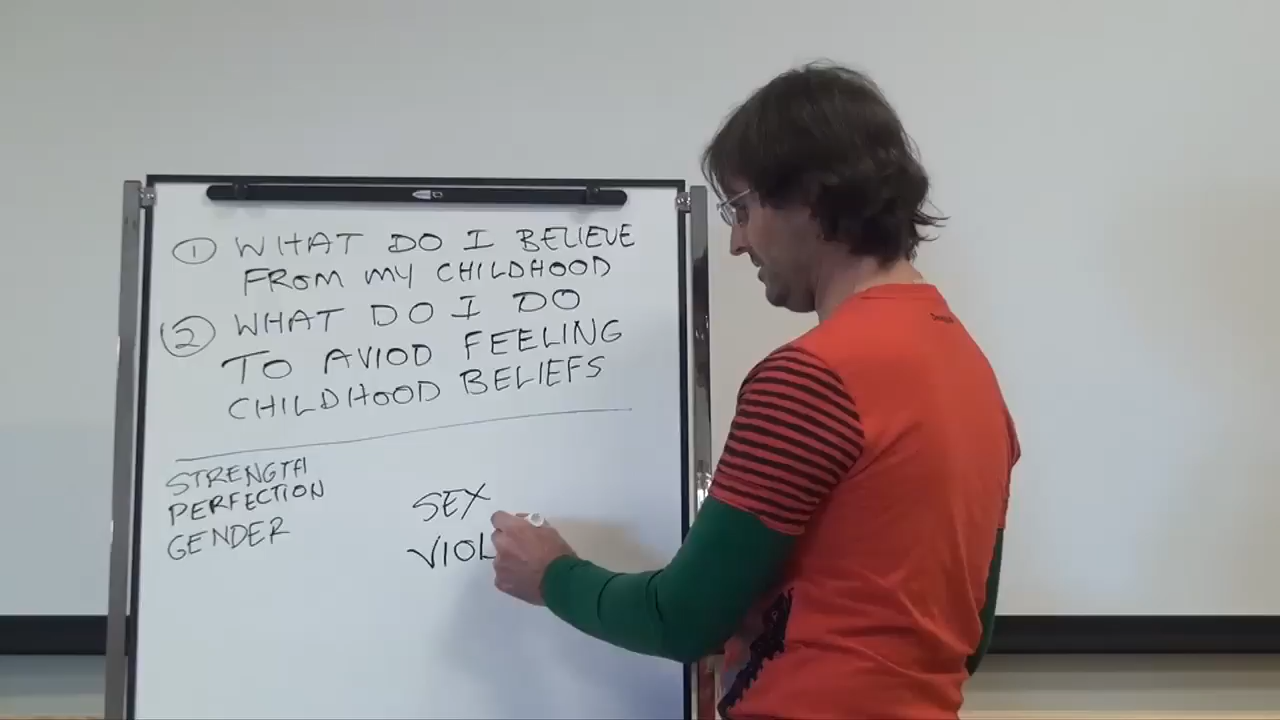 ① WHAT DO I BELIEVE
FROM MY CHILDHOOD
② WHAT DO I DO
TO AVIOD FEELING
CHILDHOOD BELIEFS
STRENGTH
PERFECTION
GENDER
SEX
VIOL